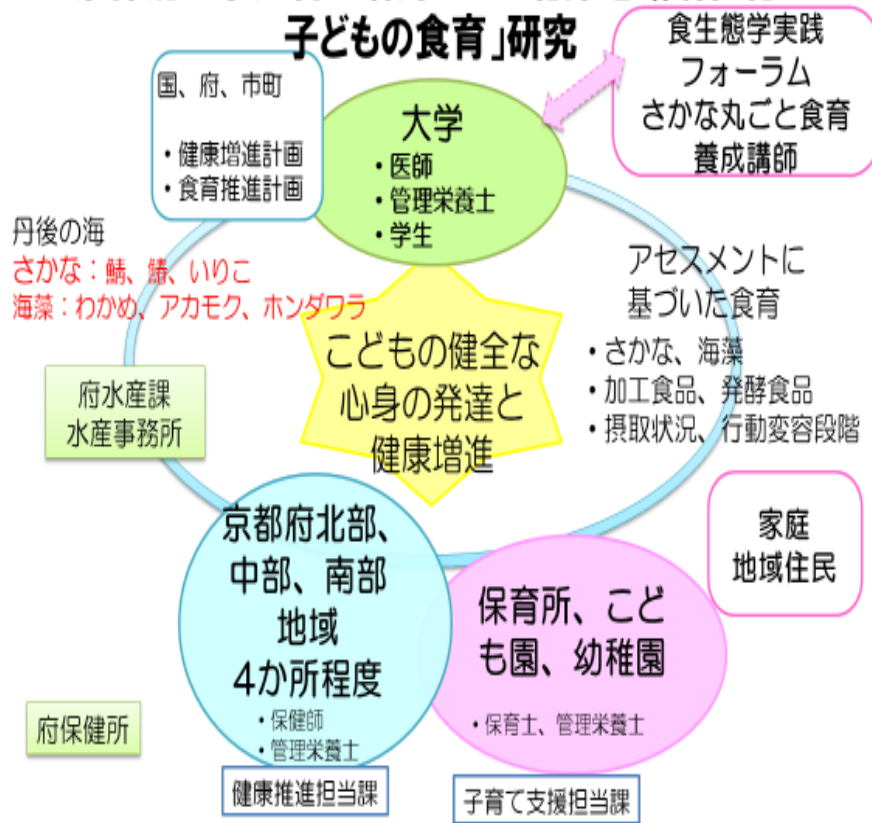 子どもの食育」研究
国、府、市町
・健康増進計画
・食育推進計画
大学
・医師
・管理栄養士
・学生
食生態学実践
フォーラム
さかな丸ごと食育
養成講師
丹後の海
さかな：鯖、鰆、いりこ
海藻：わかめ、アカモク、ホンダワラ
アセスメントに
基づいた食育
・さかな、海藻
・加工食品、発酵食品
・摂取状況、行動変容段階
こどもの健全な
心身の発達と
健康増進
府水産課
水産事務所
京都府北部、
中部、南部
地域
4か所程度
・保健師
・管理栄養士
保育所、こど
も園、幼稚園
・保育士、管理栄養士
家庭
地域住民
府保健所
健康推進担当課
子育て支援担当課